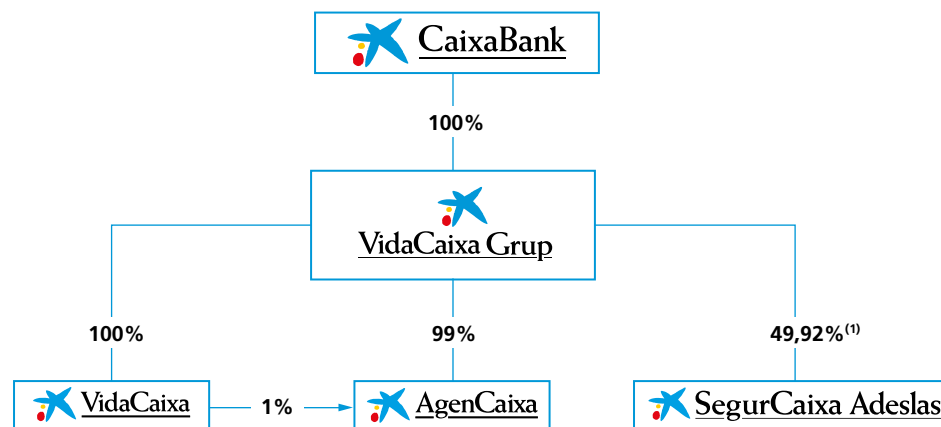 CaixaBank
100%
VidaCaixa Grup
100%
99%
49,92%(1)
VidaCaixa
1%
AgenCaixa
SegurCaixa Adeslas